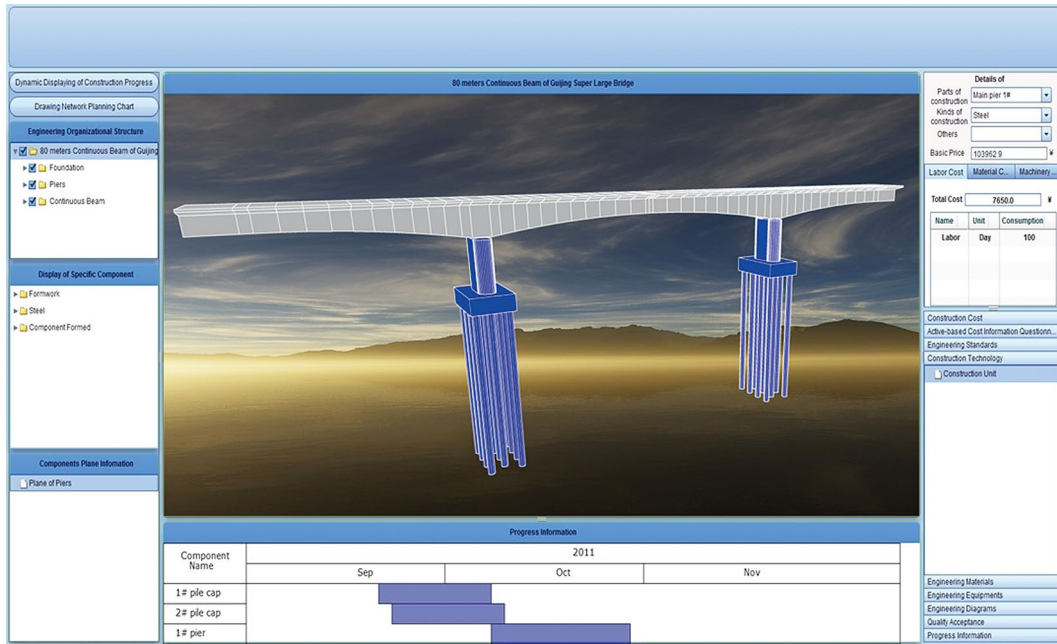 Dynamic Displaying of Construction Progress
Drawing Network Planning Chart
Engineering Organizational Structure
80 meters Continuous Beam of Guijing
Foundation
Piers
Continuous Beam
Display of Specific Component
Formwork
Steel
Component Formed
Components Plane Infomation
Plane of Piers
80 meters Continuous Beam of Guijing Super Large Bridge
Progress Information
Component
Name
2011
Sep Oct Nov
1# pile cap
2# pile cap
1# pier
Details of
Parts of
construction
Main pier 1#
Kinds of
construction
Steel
Others
Basic Price 103962.9 ¥
Labor Cost Material C... Machinery...
Total Cost 7650.0 ¥
Name Unit Consumption
Labor Day 100
Construction Cost
Active-based Cost Information Questionn...
Engineering Standards
Construction Technology
Construction Unit
Engineering Materials
Engineering Equipments
Engineering Diagrams
Quality Acceptance
Progress Information